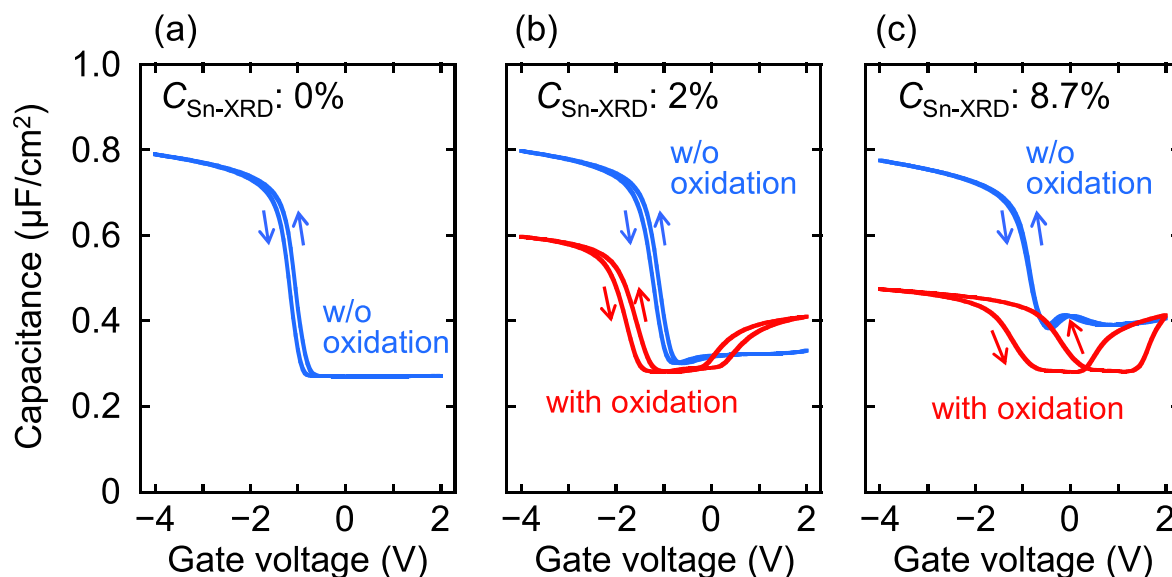 (a)
(b)
(c)
Capacitance (µF/cm²)
1.0
0.8
0.6
0.4
0.2
0
C_Sn-XRD: 0%
w/o
oxidation
C_Sn-XRD: 2%
w/o
oxidation
with oxidation
C_Sn-XRD: 8.7%
w/o
oxidation
with oxidation
−4 −2 0 2
−4 −2 0 2
−4 −2 0 2
Gate voltage (V)
Gate voltage (V)
Gate voltage (V)